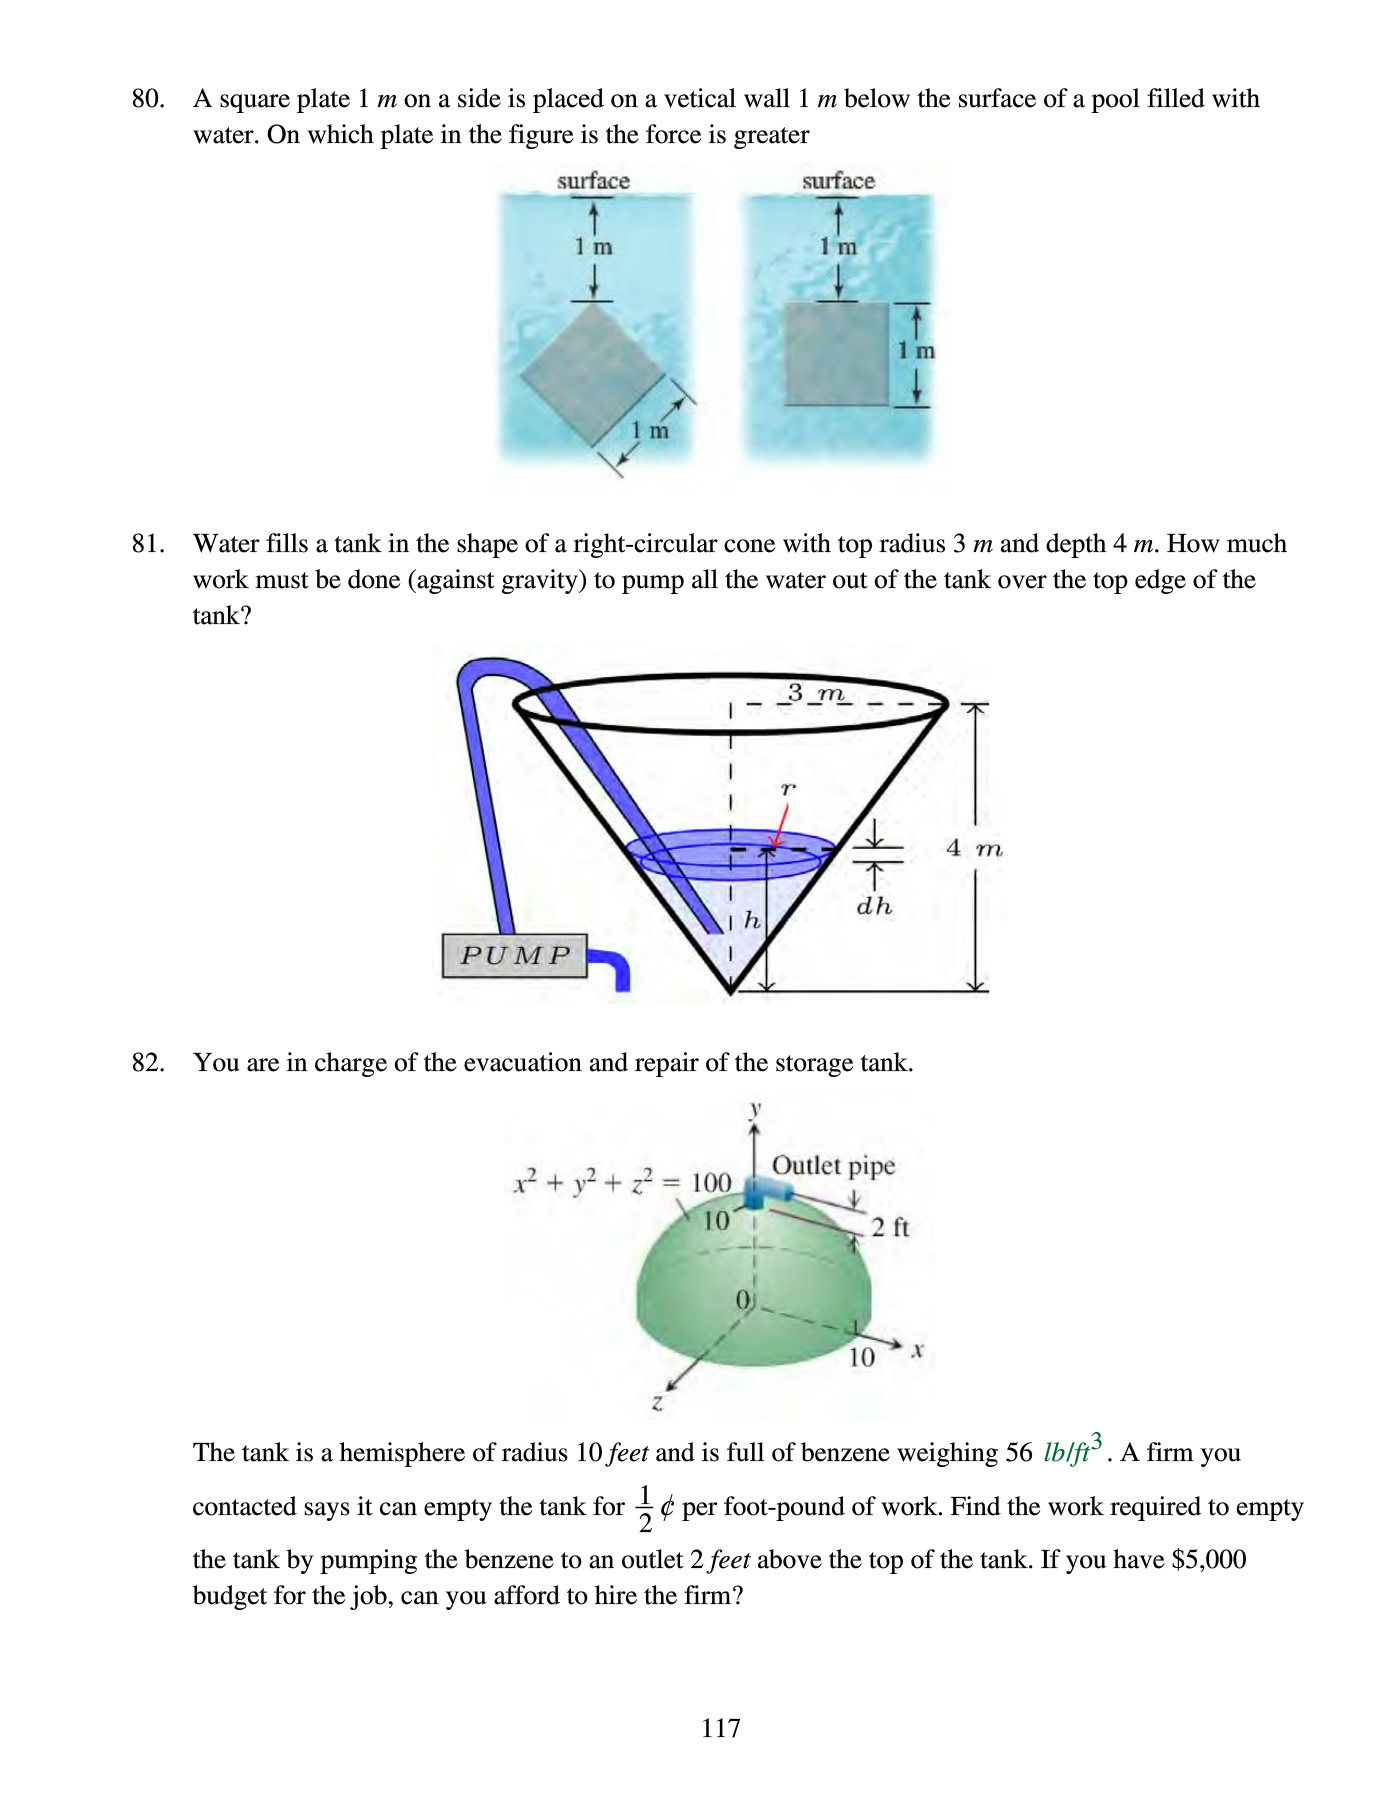 80. A square plate 1 m on a side is placed on a vetical wall 1 m below the surface of a pool filled with
water. On which plate in the figure is the force is greater
surface surface
1 m 1 m
1 m
1 m
81. Water fills a tank in the shape of a right-circular cone with top radius 3 m and depth 4 m. How much
work must be done (against gravity) to pump all the water out of the tank over the top edge of the
tank?
3 m
r
4 m
dh
h
PUMP
82. You are in charge of the evacuation and repair of the storage tank.
y
Outlet pipe
x² + y² + z² = 100
10
2 ft
0
10 x
z
The tank is a hemisphere of radius 10 feet and is full of benzene weighing 56 lb/ft³. A firm you
contacted says it can empty the tank for 1/2 ¢ per foot-pound of work. Find the work required to empty
the tank by pumping the benzene to an outlet 2 feet above the top of the tank. If you have $5,000
budget for the job, can you afford to hire the firm?
117